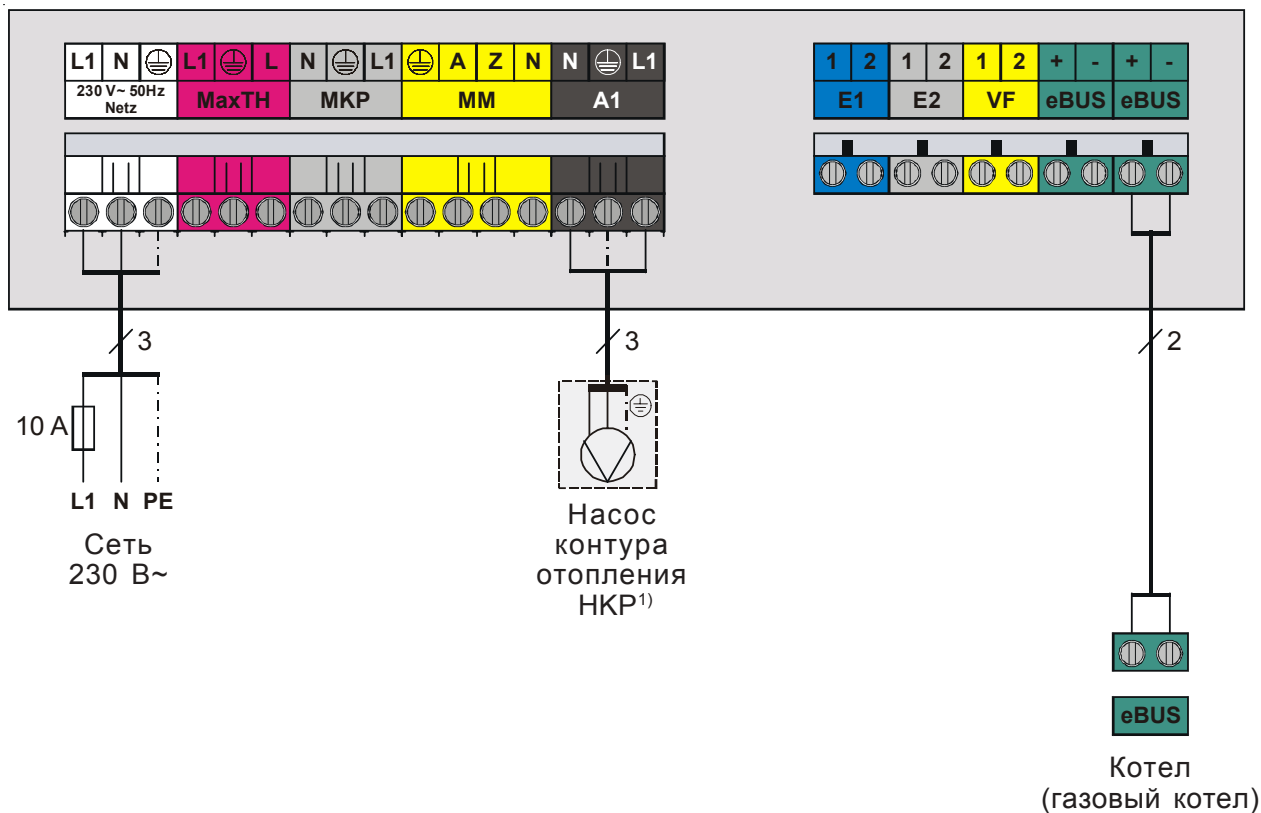 L1 N L1 L N L1 A Z N N L1
230 V~ 50Hz
Netz
MaxTH MKP MM A1
1 2 1 2 1 2 + - + -
E1 E2 VF eBUS eBUS
3
3
2
10 A
L1 N PE
Сеть
230 В~
Насос
контура
отопления
HKP¹⁾
eBUS
Котел
(газовый котел)